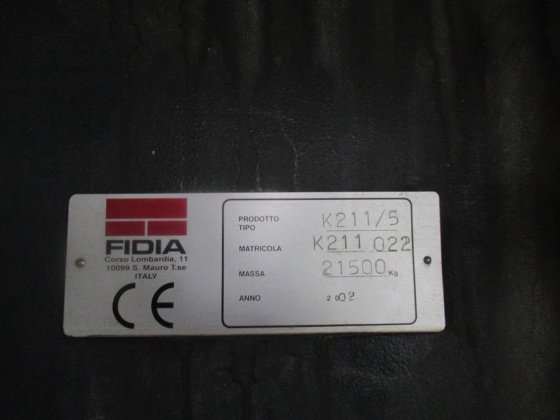 FIDIA
Corso Lombardia, 11
10099 S. Mauro T.se
ITALY
CE
PRODOTTO TIPO K211/5
MATRICOLA K211 022
MASSA 21500 Kg
ANNO 2002